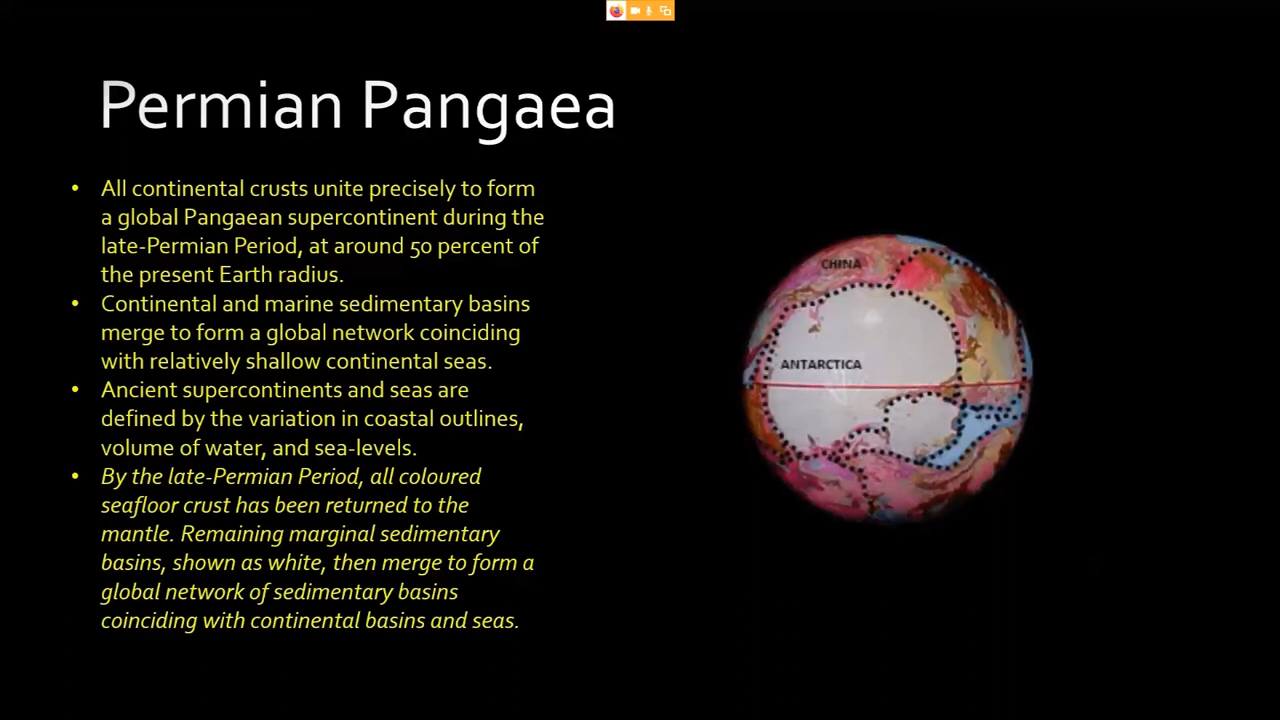 Permian Pangaea
• All continental crusts unite precisely to form
a global Pangaean supercontinent during the
late-Permian Period, at around 50 percent of
the present Earth radius.
• Continental and marine sedimentary basins
merge to form a global network coinciding
with relatively shallow continental seas.
• Ancient supercontinents and seas are
defined by the variation in coastal outlines,
volume of water, and sea-levels.
• By the late-Permian Period, all coloured
seafloor crust has been returned to the
mantle. Remaining marginal sedimentary
basins, shown as white, then merge to form a
global network of sedimentary basins
coinciding with continental basins and seas.
CHINA
ANTARCTICA